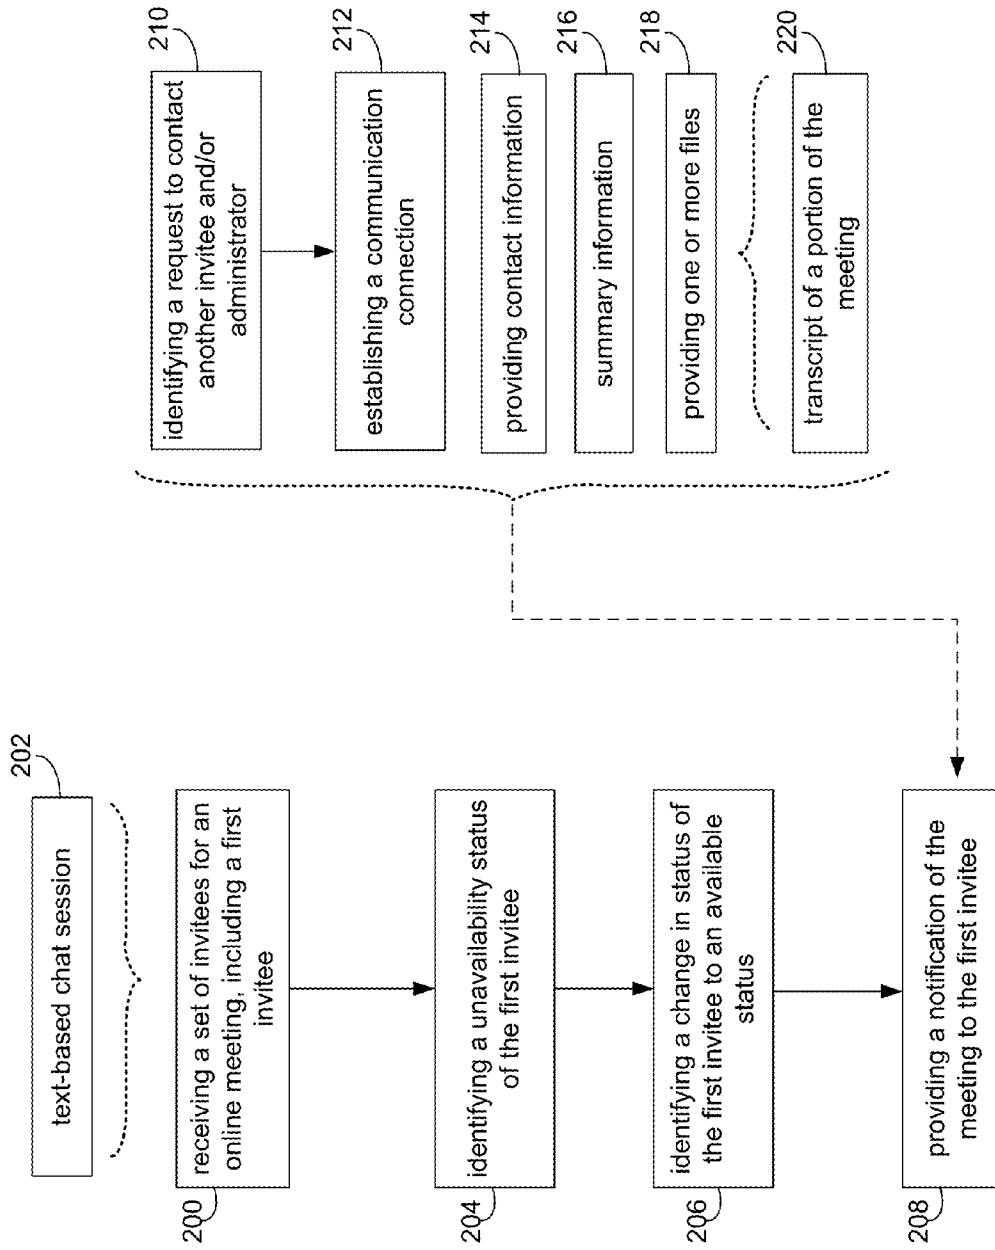 202
text-based chat session
200
receiving a set of invitees for an
online meeting, including a first
invitee
204
identifying a unavailability status
of the first invitee
206
identifying a change in status of
the first invitee to an available
status
208
providing a notification of the
meeting to the first invitee
210
identifying a request to contact
another invitee and/or
administrator
212
establishing a communication
connection
214
providing contact information
216
summary information
218
providing one or more files
220
transcript of a portion of the
meeting